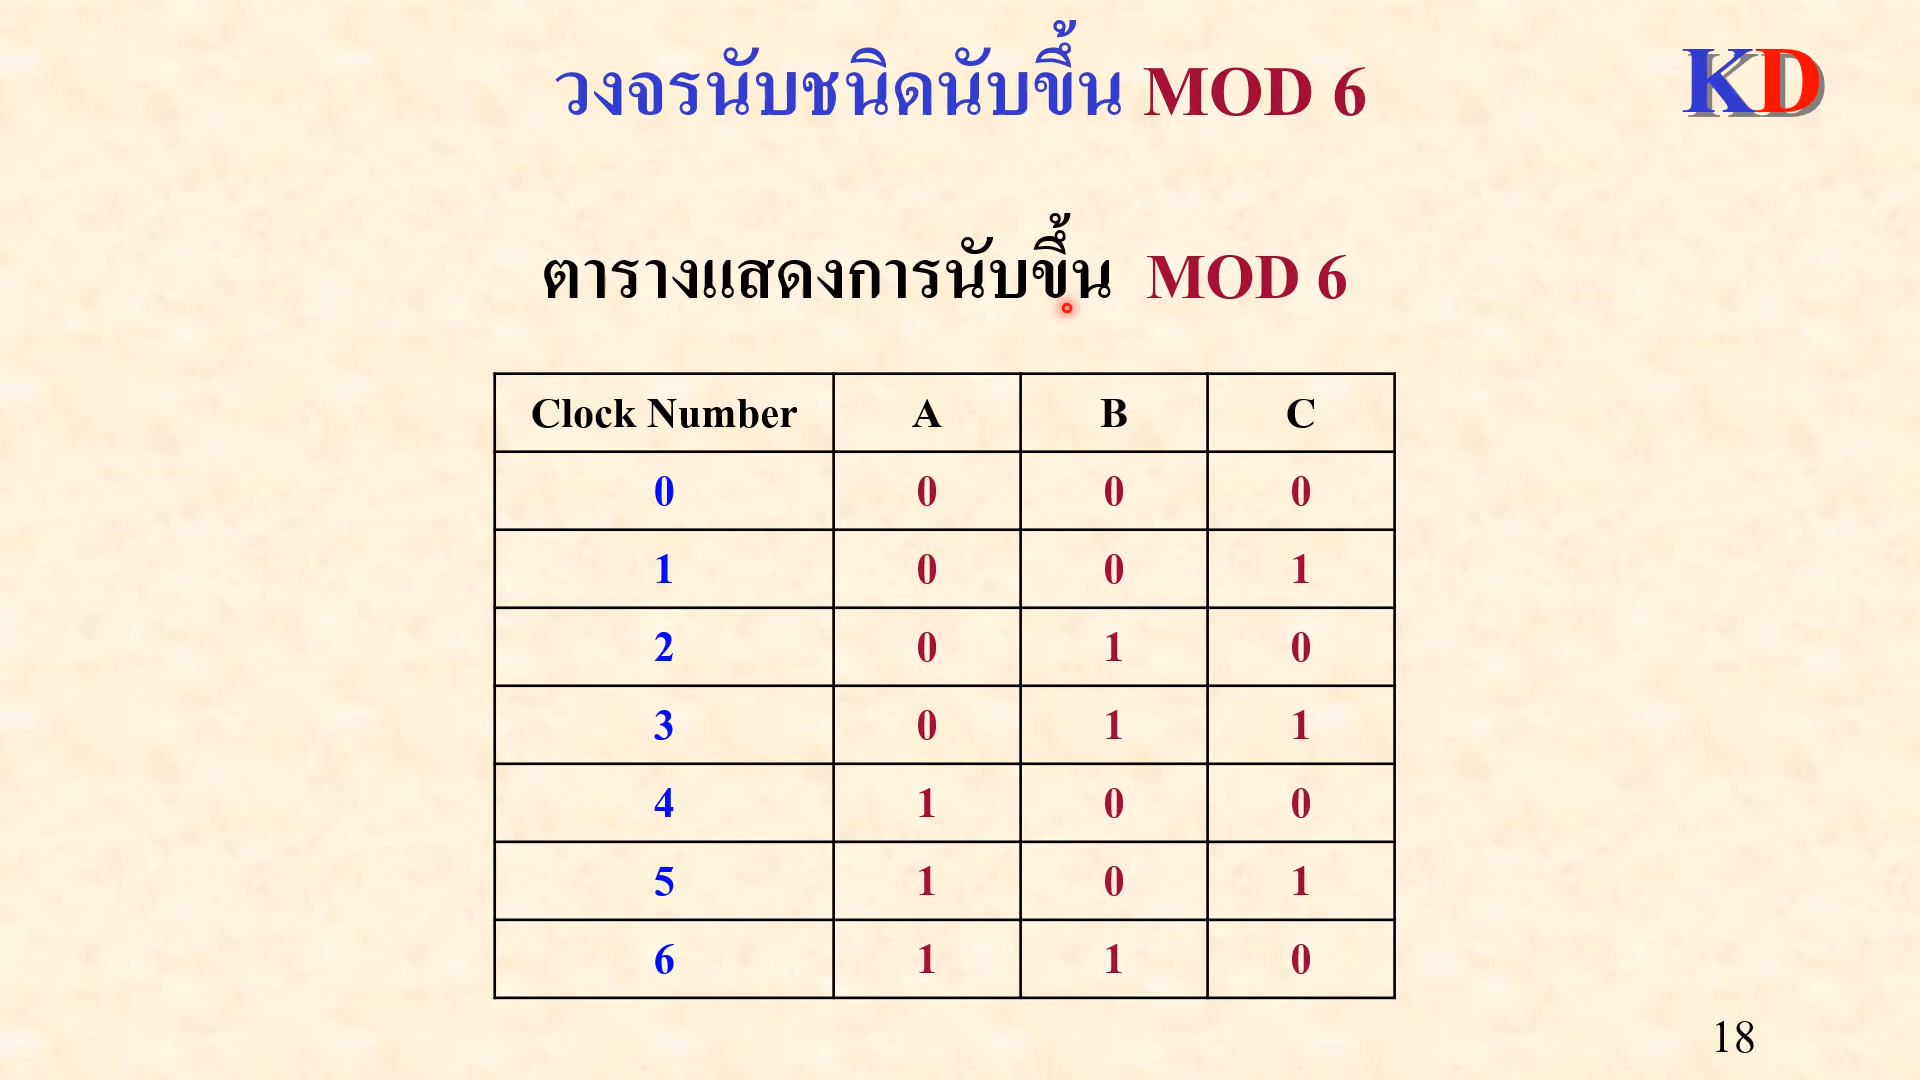 วงจรนับชนิดนับขึ้น MOD 6
KD
ตารางแสดงการนับขึ้น MOD 6
Clock Number A B C
0 0 0 0
1 0 0 1
2 0 1 0
3 0 1 1
4 1 0 0
5 1 0 1
6 1 1 0
18